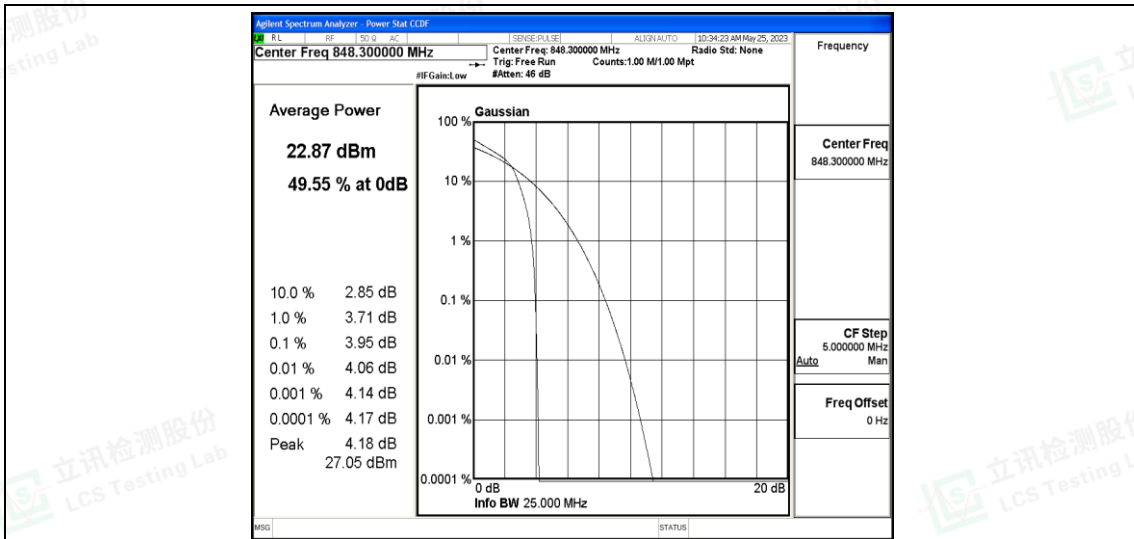 Agilent Spectrum Analyzer - Power Stat CCDF
RL RF 50 Ω AC SENSE:PULSE ALIGN AUTO 10:34:23 AM May 25, 2023
Center Freq 848.300000 MHz
Center Freq: 848.300000 MHz Radio Std: None
Trig: Free Run Counts:1.00 M/1.00 Mpt
#IFGain:Low #Atten: 46 dB
Frequency
Average Power
22.87 dBm
49.55 % at 0dB
10.0 % 2.85 dB
1.0 % 3.71 dB
0.1 % 3.95 dB
0.01 % 4.06 dB
0.001 % 4.14 dB
0.0001 % 4.17 dB
Peak 4.18 dB
27.05 dBm
Gaussian
100 %
10 %
1 %
0.1 %
0.01 %
0.001 %
0.0001 %
0 dB 20 dB
Info BW 25.000 MHz
Center Freq
848.300000 MHz
CF Step
5.000000 MHz
Auto Man
Freq Offset
0 Hz
MSG STATUS
立讯检测股份
LCS Testing Lab
立讯检测股份
LCS Testing L